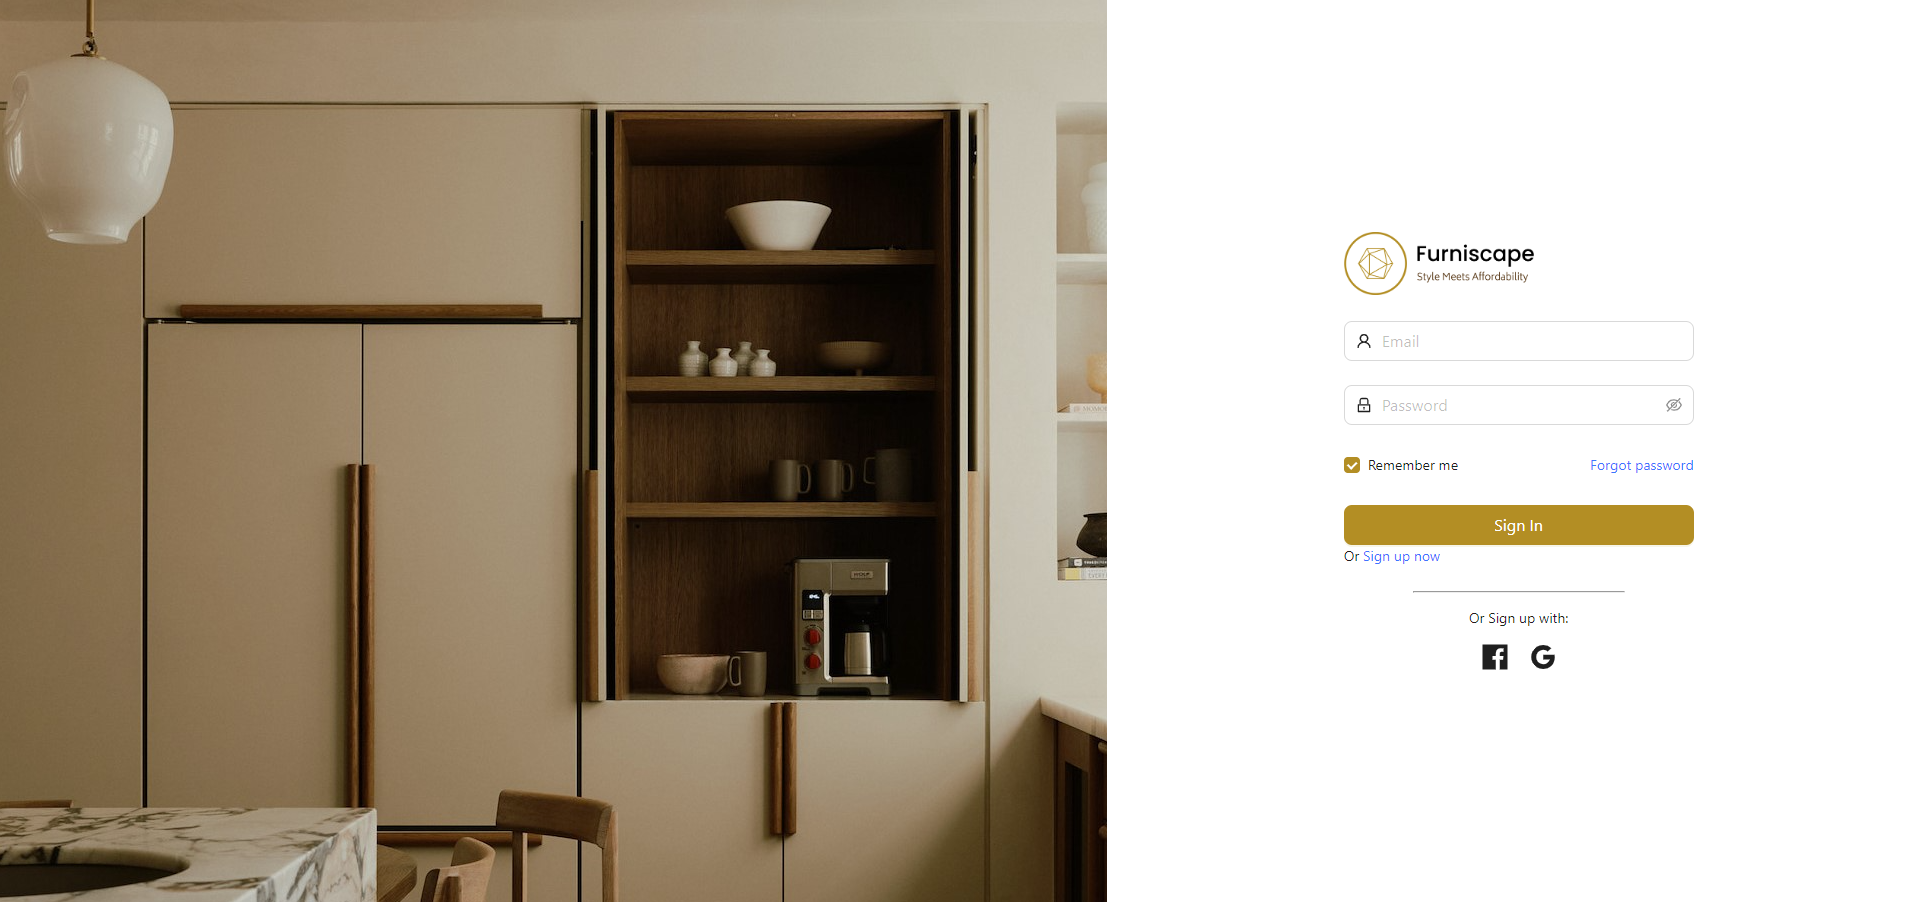 Furniscape
Style Meets Affordability
Email
Password
Remember me
Forgot password
Sign In
Or Sign up now
Or Sign up with:
WOLF